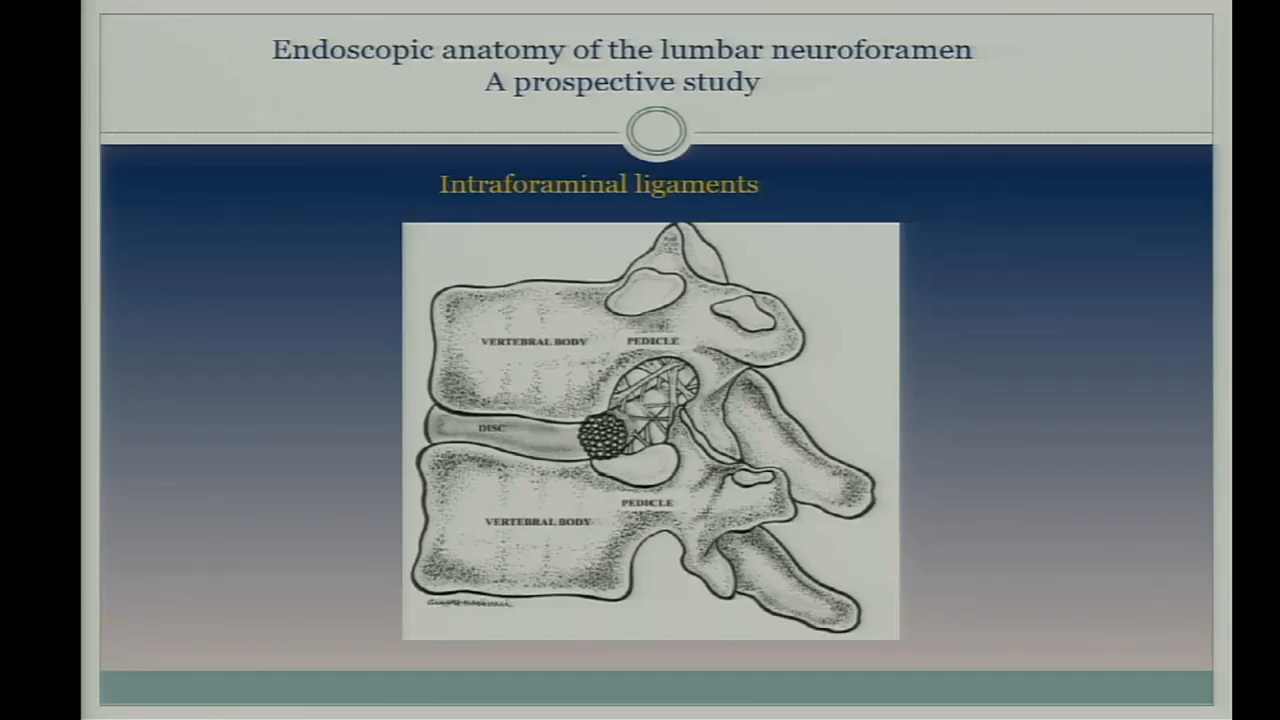 Endoscopic anatomy of the lumbar neuroforamen
A prospective study
Intraforaminal ligaments
VERTEBRAL BODY
PEDICLE
DISC
PEDICLE
VERTEBRAL BODY